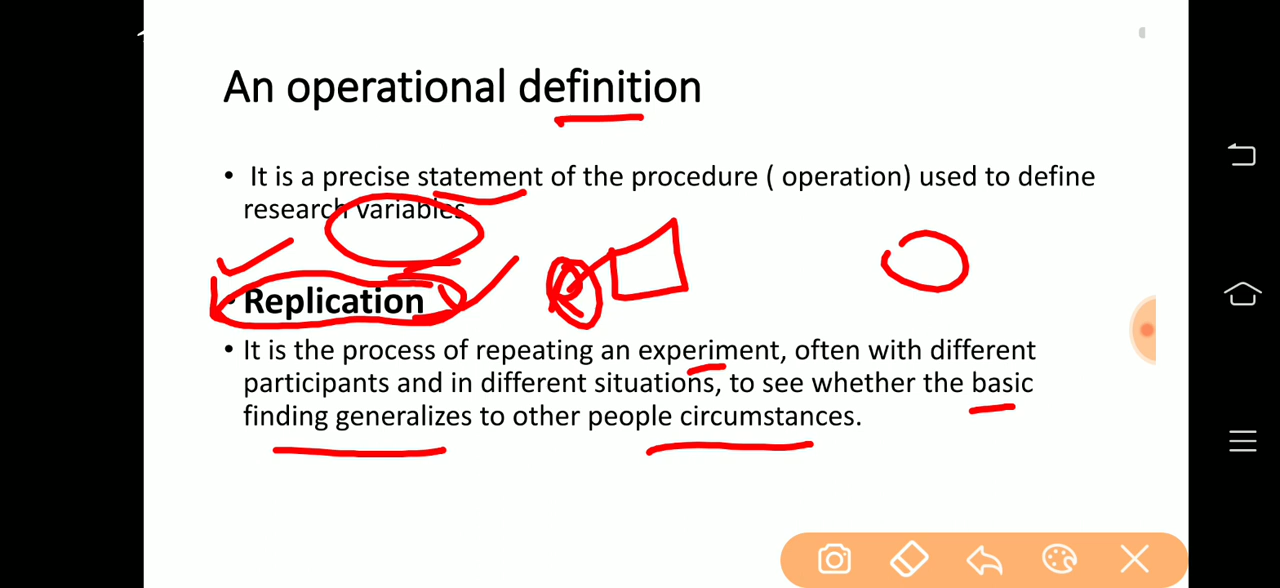 An operational definition
• It is a precise statement of the procedure ( operation) used to define
research variables.
• Replication
• It is the process of repeating an experiment, often with different
participants and in different situations, to see whether the basic
finding generalizes to other people circumstances.